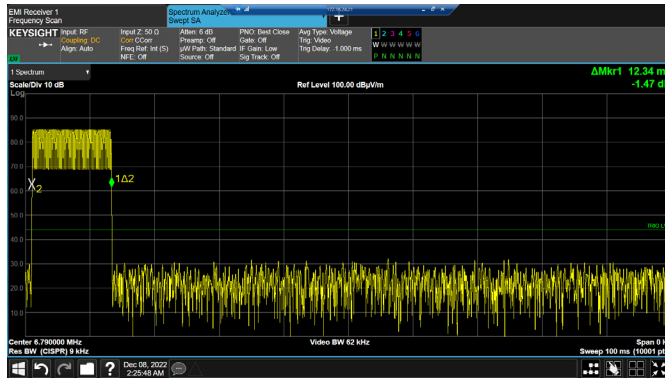 EMI Receiver 1
Frequency Scan
Spectrum Analyzer
Swept SA
KEYSIGHT
Input: RF
Coupling: DC
Align: Auto
Input Z: 50 Ω
Corr CCorr
Freq Ref: Int (S)
NFE: Off
Atten: 6 dB
Preamp: Off
µW Path: Standard
Source: Off
PNO: Best Close
Gate: Off
IF Gain: Low
Sig Track: Off
Avg Type: Voltage
Trig: Video
Trig Delay: -1.000 ms
1 2 3 4 5 6
W W W W W W
P N N N N N
1 Spectrum
Scale/Div 10 dB
Log
Ref Level 100.00 dBµV/m
ΔMkr1 12.34 m
-1.47 d
90.0
80.0
70.0
60.0
50.0
40.0
30.0
20.0
10.0
X2
1Δ2
TRIG L
Center 6.790000 MHz
Res BW (CISPR) 9 kHz
Video BW 62 kHz
Span 0 H
Sweep 100 ms (10001 pt
Dec 08, 2022
2:25:48 AM